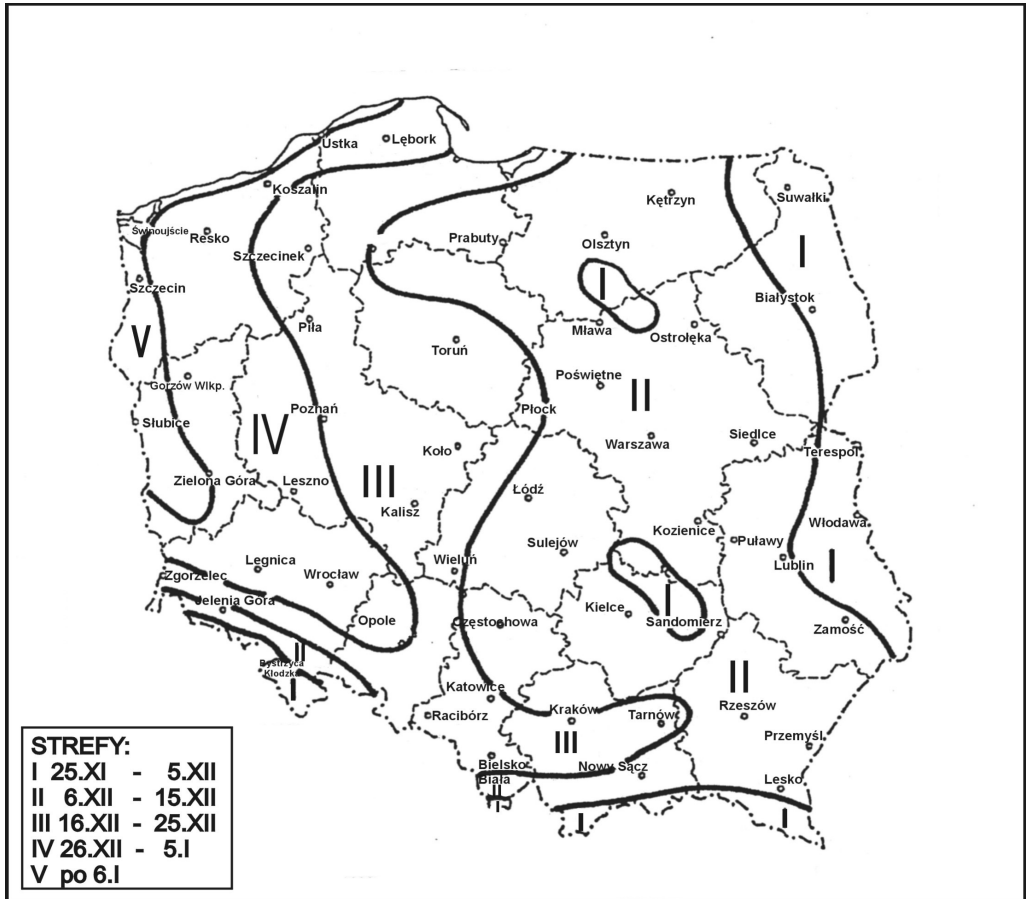 Ustka
Lębork
Koszalin
Suwałki
Kętrzyn
Świnoujście
Resko
Prabuty
Olsztyn
Szczecinek
I
I
Szczecin
Białystok
Piła
Mława
Ostrołęka
V
Toruń
Gorzów Wlkp.
Poświętne
II
Poznań
Płock
Słubice
IV
Siedlce
Warszawa
Koło
Terespol
Zielona Góra
Leszno
III
Łódź
Kalisz
Włodawa
Kozienice
Sulejów
Puławy
Wieluń
Legnica
Lublin
I
Zgorzelec
Wrocław
Jelenia Góra
I
Kielce
Opole
Częstochowa
Sandomierz
Zamość
II
Bystrzyca
Kłodzka
I
II
Katowice
Rzeszów
Kraków
Racibórz
Tarnów
III
Przemyśl
Bielsko
Biała
Nowy Sącz
Lesko
II
I
I
I
STREFY:
I 25.XI - 5.XII
II 6.XII - 15.XII
III 16.XII - 25.XII
IV 26.XII - 5.I
V po 6.I